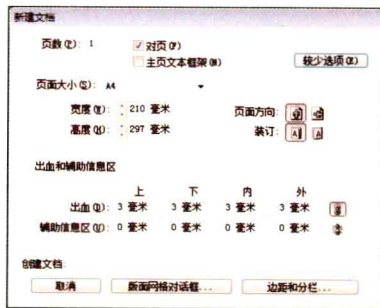 新建文档
页数(P): 1 对页(F)
主页文本框架(M) 较少选项(R)
页面大小(S): A4
宽度(W): 210 毫米 页面方向:
高度(H): 297 毫米 装订: A A
出血和辅助信息区
上 下 内 外
出血(D): 3 毫米 3 毫米 3 毫米 3 毫米
辅助信息区(U): 0 毫米 0 毫米 0 毫米 0 毫米
创建文档:
取消 版面网格对话框... 边距和分栏...